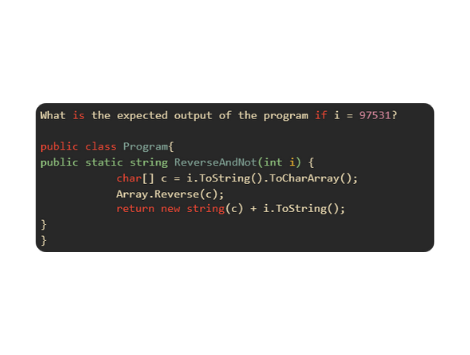 What is the expected output of the program if i = 97531?
public class Program{
public static string ReverseAndNot(int i) {
char[] c = i.ToString().ToCharArray();
Array.Reverse(c);
return new string(c) + i.ToString();
}
}